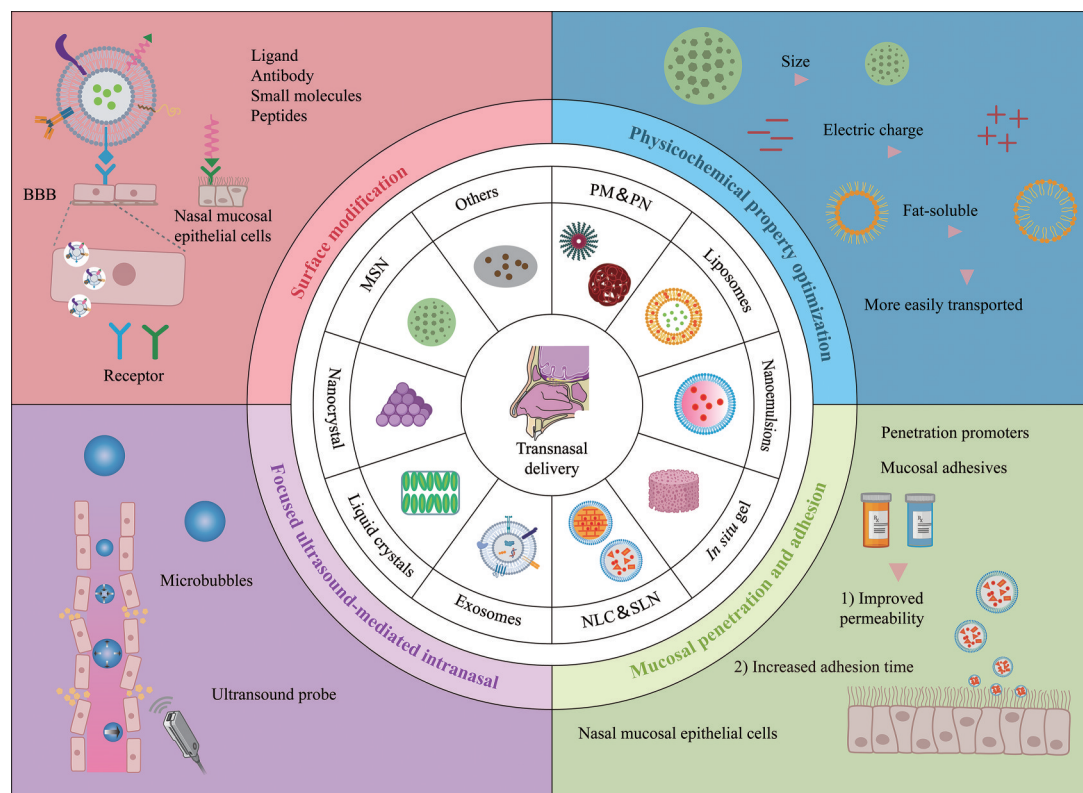 Ligand
Antibody
Small molecules
Peptides
BBB
Nasal mucosal
epithelial cells
Receptor
Surface modification
Size
Electric charge
Fat-soluble
More easily transported
Physicochemical property optimization
Others
PM&PN
Liposomes
Nanoemulsions
In situ gel
NLC&SLN
Exosomes
Liquid crystals
Nanocrystal
MSN
Transnasal
delivery
Focused ultrasound-mediated intranasal
Microbubbles
Ultrasound probe
Mucosal penetration and adhesion
Penetration promoters
Mucosal adhesives
1) Improved
permeability
2) Increased adhesion time
Nasal mucosal epithelial cells